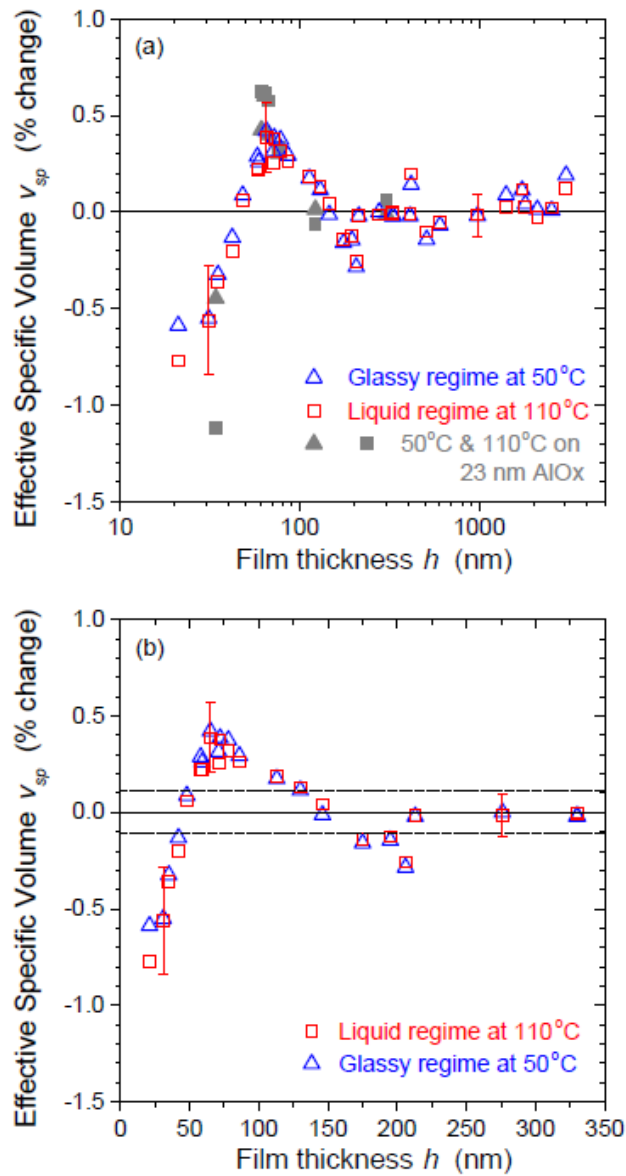 (a)
Effective Specific Volume v_sp (% change)
1.0
0.5
0.0
-0.5
-1.0
-1.5
Glassy regime at 50°C
Liquid regime at 110°C
50°C & 110°C on
23 nm AlOx
10 100 1000
Film thickness h (nm)
(b)
Effective Specific Volume v_sp (% change)
1.0
0.5
0.0
-0.5
-1.0
-1.5
Liquid regime at 110°C
Glassy regime at 50°C
0 50 100 150 200 250 300 350
Film thickness h (nm)